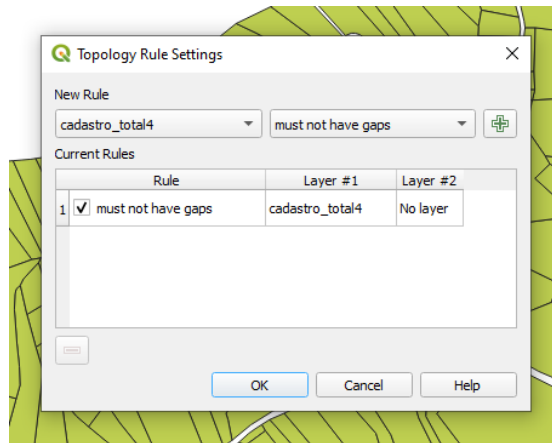 Topology Rule Settings
New Rule
cadastro_total4 must not have gaps
Current Rules
Rule Layer #1 Layer #2
1 must not have gaps cadastro_total4 No layer
OK Cancel Help